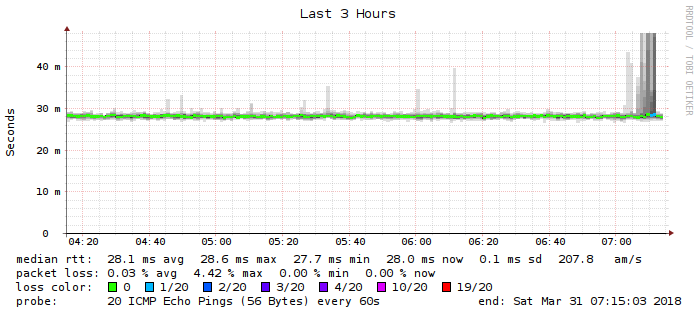 Last 3 Hours
RRDTOOL / TOBI OETIKER
Seconds
40 m
30 m
20 m
10 m
0
04:20 04:40 05:00 05:20 05:40 06:00 06:20 06:40 07:00
median rtt: 28.1 ms avg 28.6 ms max 27.7 ms min 28.0 ms now 0.1 ms sd 207.8 am/s
packet loss: 0.03 % avg 4.42 % max 0.00 % min 0.00 % now
loss color: 0 1/20 2/20 3/20 4/20 10/20 19/20
probe: 20 ICMP Echo Pings (56 Bytes) every 60s end: Sat Mar 31 07:15:03 2018